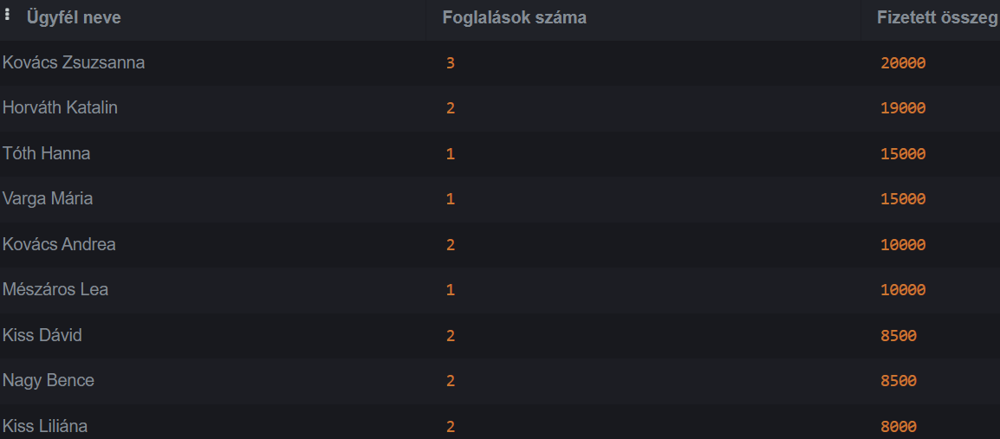 Ügyfél neve Foglalások száma Fizetett összeg
Kovács Zsuzsanna 3 20000
Horváth Katalin 2 19000
Tóth Hanna 1 15000
Varga Mária 1 15000
Kovács Andrea 2 10000
Mészáros Lea 1 10000
Kiss Dávid 2 8500
Nagy Bence 2 8500
Kiss Liliána 2 8000